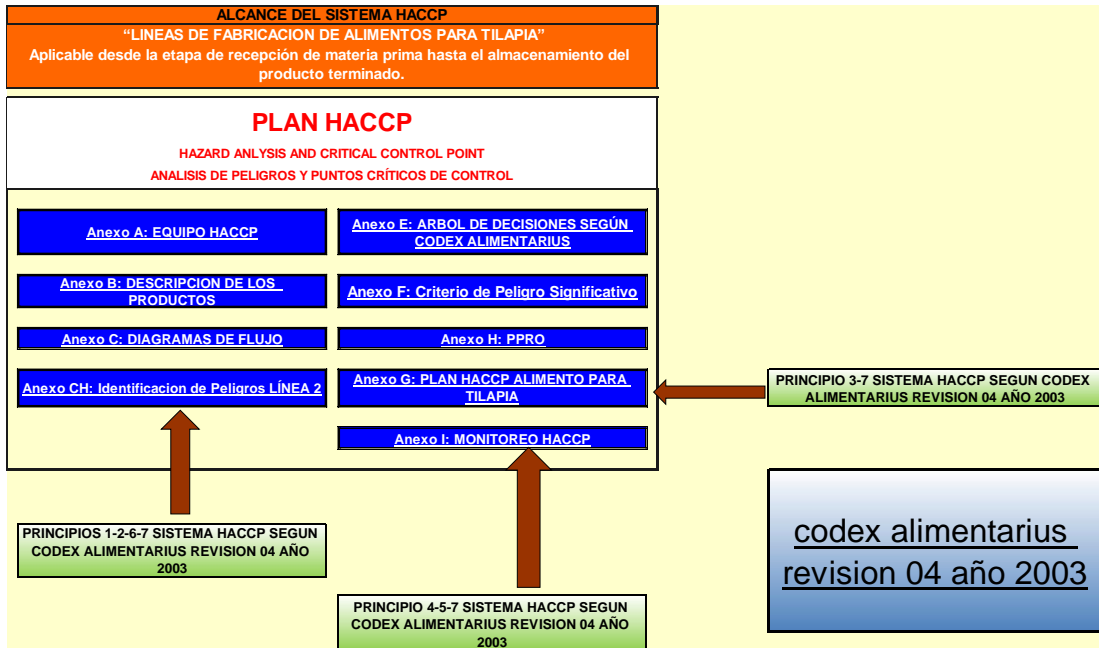 ALCANCE DEL SISTEMA HACCP
“LINEAS DE FABRICACION DE ALIMENTOS PARA TILAPIA”
Aplicable desde la etapa de recepción de materia prima hasta el almacenamiento del
producto terminado.
PLAN HACCP
HAZARD ANLYSIS AND CRITICAL CONTROL POINT
ANALISIS DE PELIGROS Y PUNTOS CRÍTICOS DE CONTROL
Anexo A: EQUIPO HACCP
Anexo E: ARBOL DE DECISIONES SEGÚN
CODEX ALIMENTARIUS
Anexo B: DESCRIPCION DE LOS
PRODUCTOS
Anexo F: Criterio de Peligro Significativo
Anexo C: DIAGRAMAS DE FLUJO
Anexo H: PPRO
Anexo CH: Identificacion de Peligros LÍNEA 2
Anexo G: PLAN HACCP ALIMENTO PARA
TILAPIA
PRINCIPIO 3-7 SISTEMA HACCP SEGUN CODEX
ALIMENTARIUS REVISION 04 AÑO 2003
Anexo I: MONITOREO HACCP
PRINCIPIOS 1-2-6-7 SISTEMA HACCP SEGUN
CODEX ALIMENTARIUS REVISION 04 AÑO
2003
codex alimentarius
revision 04 año 2003
PRINCIPIO 4-5-7 SISTEMA HACCP SEGUN
CODEX ALIMENTARIUS REVISION 04 AÑO
2003